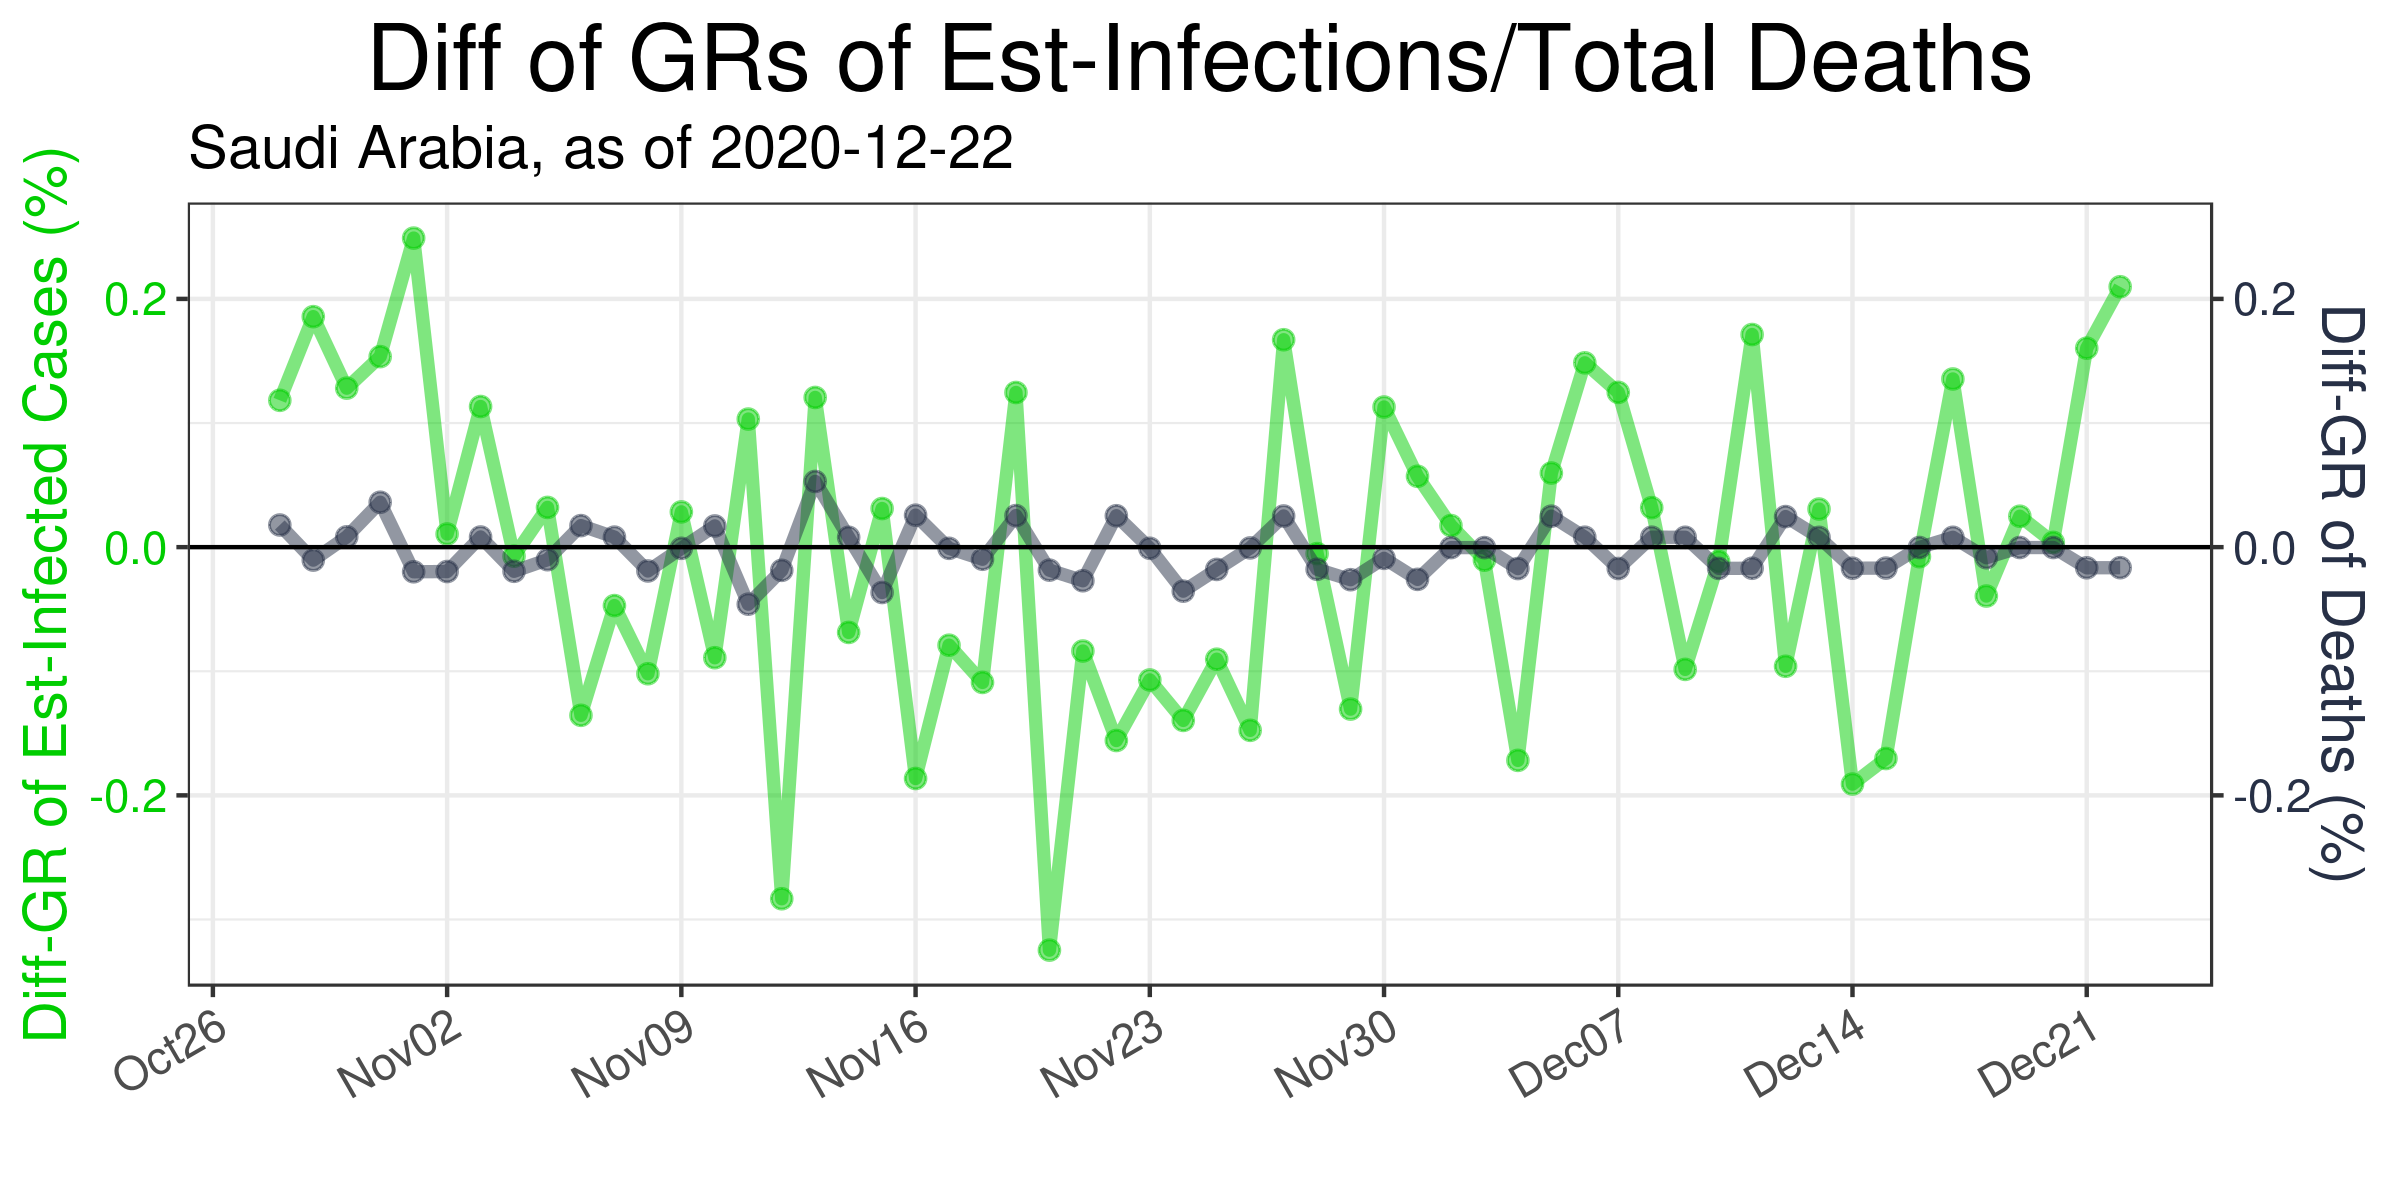 Diff of GRs of Est-Infections/Total Deaths
Saudi Arabia, as of 2020-12-22
Diff-GR of Est-Infected Cases (%)
0.2
0.0
-0.2
0.2
0.0
-0.2
Diff-GR of Deaths (%)
Oct26
Nov02
Nov09
Nov16
Nov23
Nov30
Dec07
Dec14
Dec21